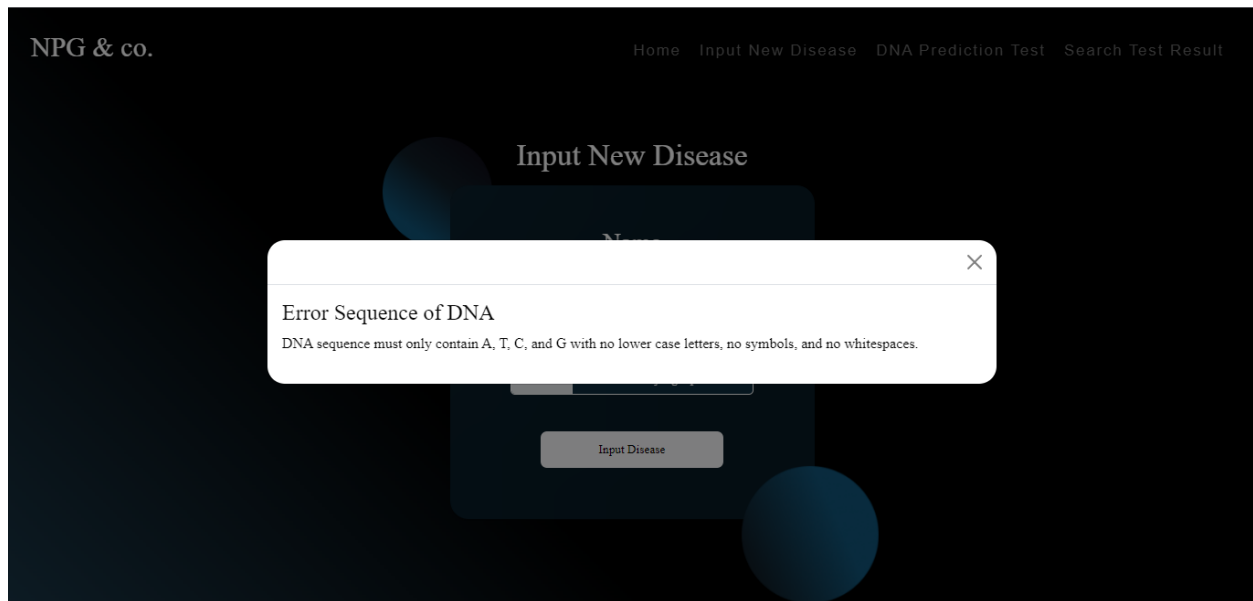 NPG & co.
Home Input New Disease DNA Prediction Test Search Test Result
Input New Disease
Error Sequence of DNA
DNA sequence must only contain A, T, C, and G with no lower case letters, no symbols, and no whitespaces.
Input Disease